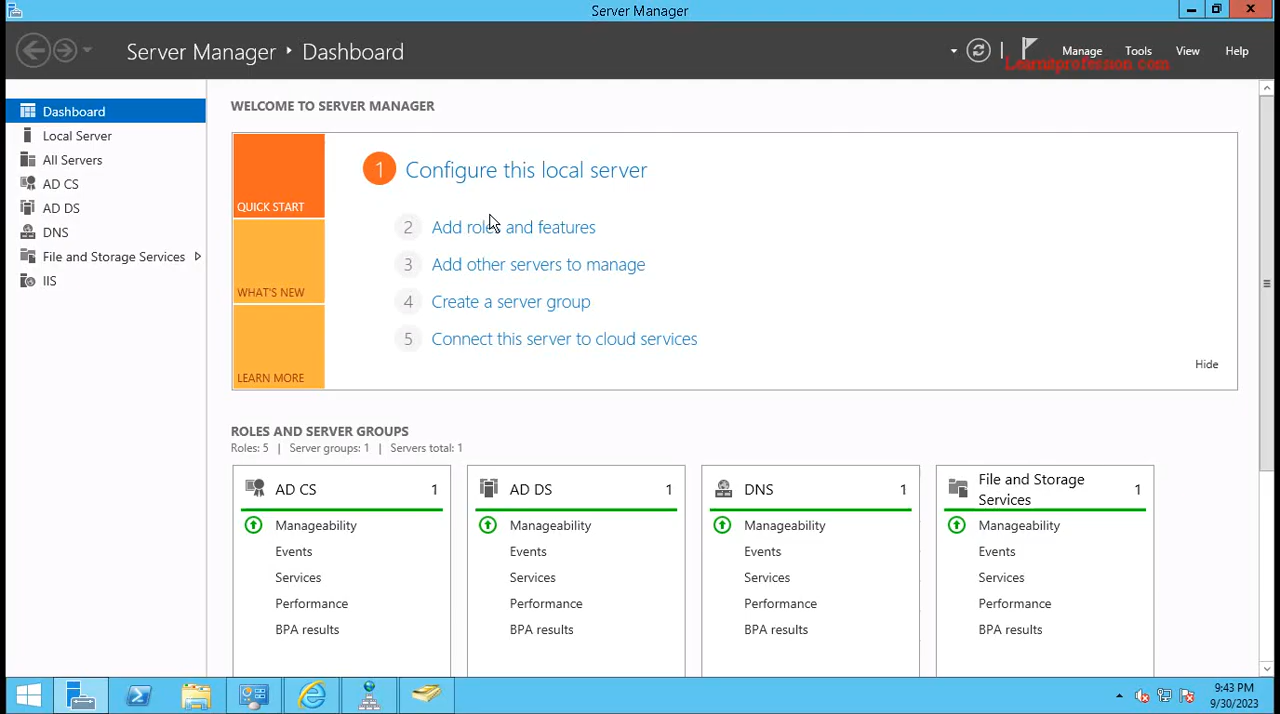 Server Manager
Server Manager • Dashboard
Manage Tools View Help
Learn4profession.com
Dashboard
Local Server
All Servers
AD CS
AD DS
DNS
File and Storage Services
IIS
WELCOME TO SERVER MANAGER
QUICK START
WHAT'S NEW
LEARN MORE
1 Configure this local server
2 Add roles and features
3 Add other servers to manage
4 Create a server group
5 Connect this server to cloud services
Hide
ROLES AND SERVER GROUPS
Roles: 5 | Server groups: 1 | Servers total: 1
AD CS 1
Manageability
Events
Services
Performance
BPA results
AD DS 1
Manageability
Events
Services
Performance
BPA results
DNS 1
Manageability
Events
Services
Performance
BPA results
File and Storage
Services 1
Manageability
Events
Services
Performance
BPA results
9:43 PM
9/30/2023